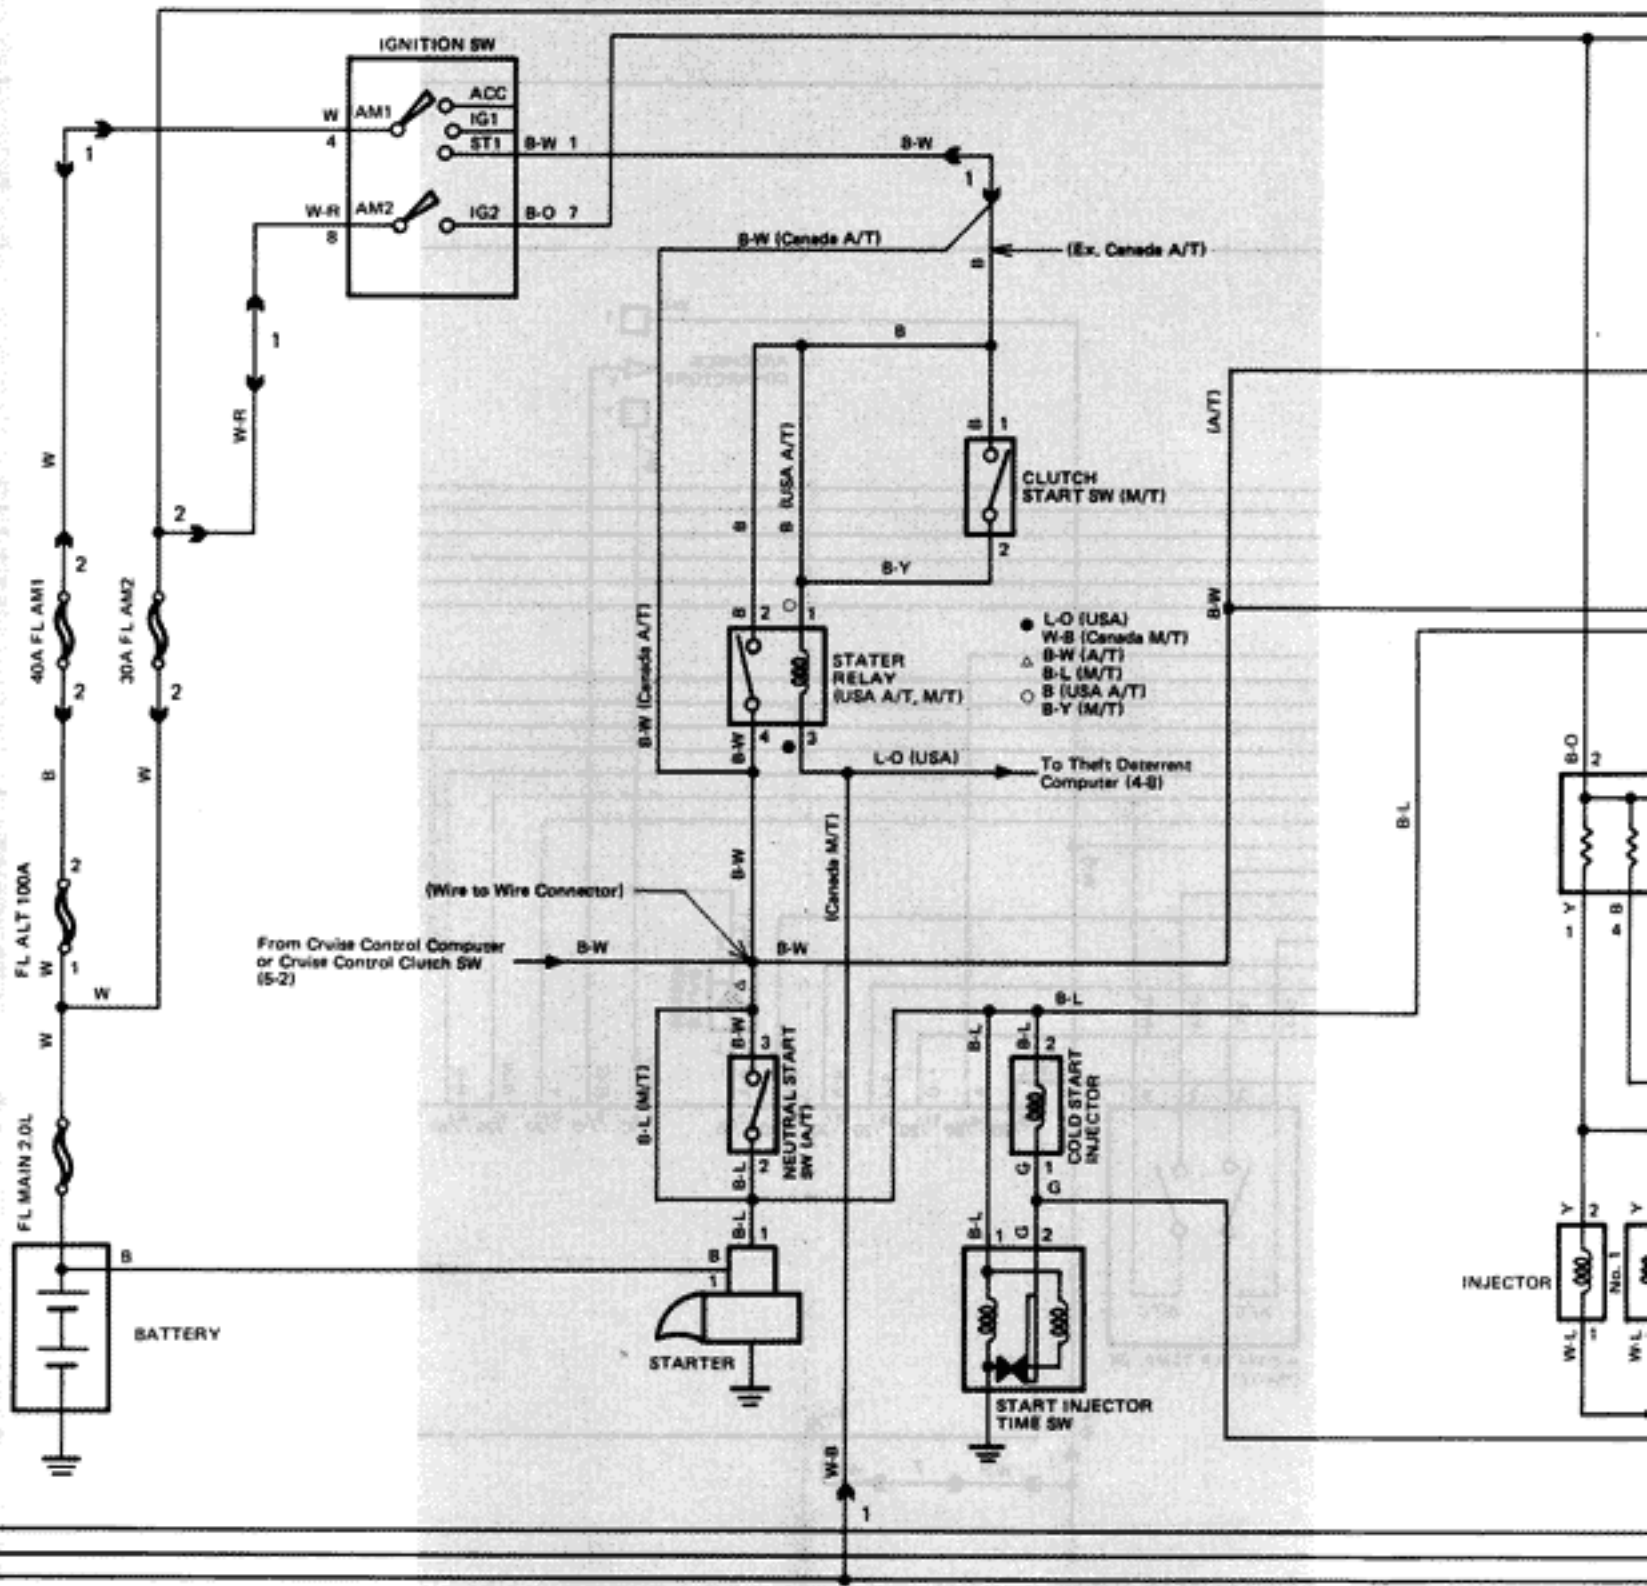 IGNITION SW
ACC
W
AM1
IG1
4
ST1
B-W 1
B-W
1
1
W-R
AM2
IG2
B-O 7
8
B-W (Canada A/T)
(Ex. Canada A/T)
B
1
B
(A/T)
W-R
B 1
W
B (USA A/T)
CLUTCH
START SW (M/T)
2
B
2
2
B-Y
40A FL AM1
30A FL AM2
B-W
B 2
1
L-O (USA)
W-B (Canada M/T)
B-W (A/T)
B-L (M/T)
B (USA A/T)
B-Y (M/T)
B-W (Canada A/T)
STATER
RELAY
(USA A/T, M/T)
2
2
B-W 4
3
L-O (USA)
To Theft Deterrent
Computer (4-8)
B-O 2
B
W
B-L
FL ALT 100A
2
B-W
(Canada M/T)
(Wire to Wire Connector)
Y
1
B
4
From Cruise Control Computer
or Cruise Control Clutch SW
(5-2)
B-W
B-W
W 1
W
B-L
W
B-W 3
B-L
B-L 2
NEUTRAL START
SW (A/T)
COLD START
INJECTOR
B-L (M/T)
FL MAIN 2.0L
B-L 2
G 1
G
B-L 1
B-L 1
G 2
Y 2
Y
B
B
1
INJECTOR
No. 1
BATTERY
STARTER
W-L 1
W-L
START INJECTOR
TIME SW
W-B
1